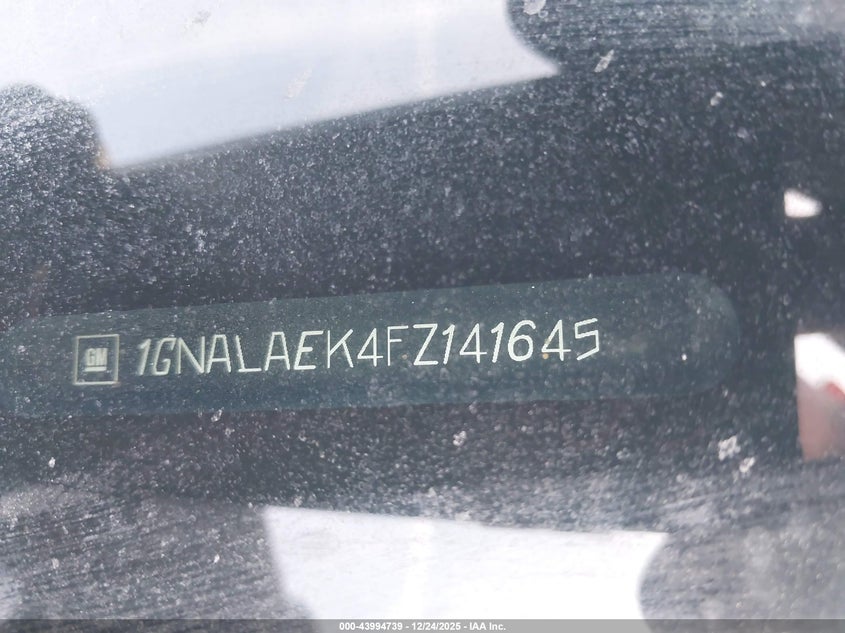 GM 1GNALAEK4FZ141645
000-43994739 - 12/24/2025 - IAA Inc.